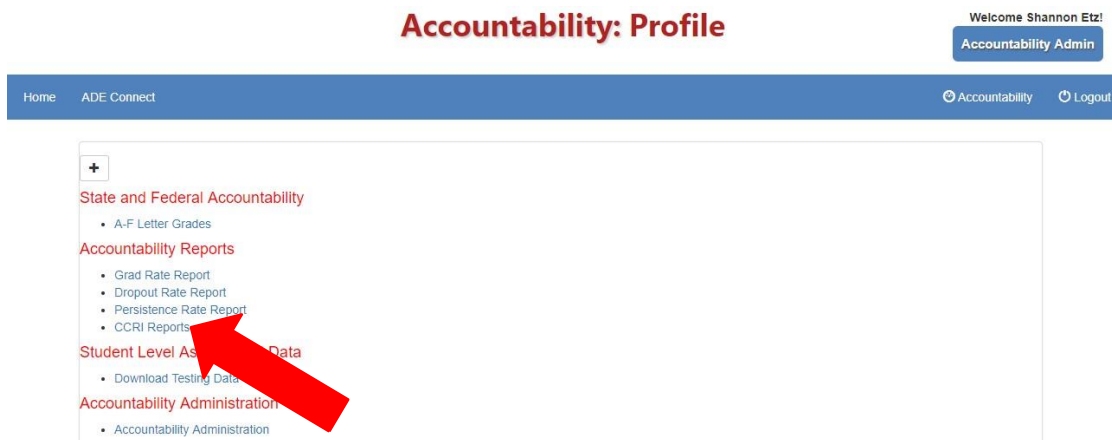 Accountability: Profile
Welcome Shannon Etz!
Accountability Admin
Home ADE Connect Accountability Logout
+
State and Federal Accountability
A-F Letter Grades
Accountability Reports
Grad Rate Report
Dropout Rate Report
Persistence Rate Report
CCRI Reports
Student Level As Data
Download Testing Data
Accountability Administration
Accountability Administration